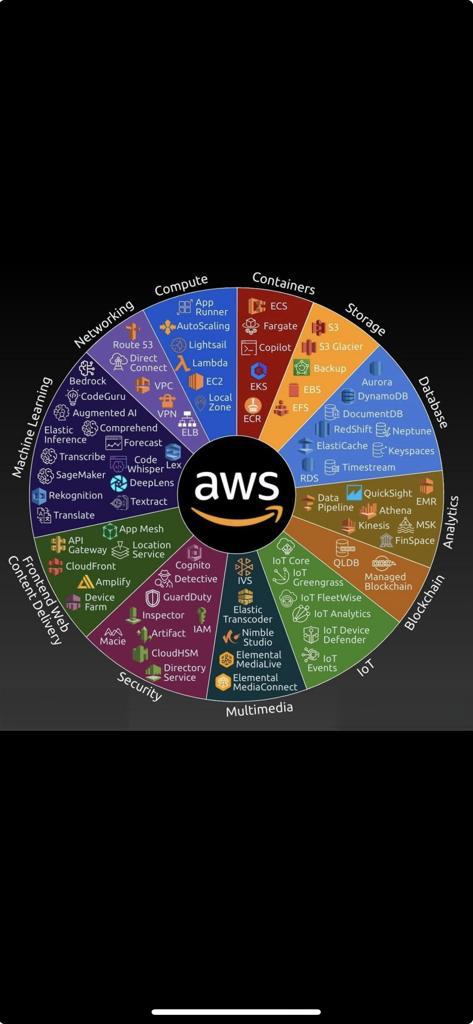 aws
Compute
App
Runner
AutoScaling
Lightsail
Lambda
EC2
Local
Zone
Containers
ECS
Fargate
Copilot
EKS
ECR
Storage
S3
S3 Glacier
Backup
EBS
EFS
Database
Aurora
DynamoDB
DocumentDB
RedShift
Neptune
ElastiCache
Keyspaces
RDS
Timestream
Analytics
QuickSight
EMR
Data
Pipeline
Athena
Kinesis
MSK
FinSpace
Blockchain
QLDB
Managed
Blockchain
IoT
IoT Core
IoT
Greengrass
IoT FleetWise
IoT Analytics
IoT Device
Defender
IoT
Events
Multimedia
IVS
Elastic
Transcoder
Nimble
Studio
Elemental
MediaLive
Elemental
MediaConnect
Security
Cognito
Detective
GuardDuty
Inspector
IAM
Artifact
Macie
CloudHSM
Directory
Service
Frontend Web
Content Delivery
App Mesh
API
Gateway
Location
Service
CloudFront
Amplify
Device
Farm
Machine Learning
Bedrock
CodeGuru
Augmented AI
Elastic
Inference
Comprehend
Forecast
Transcribe
Code
Whisper
Lex
SageMaker
DeepLens
Rekognition
Textract
Translate
Networking
Route 53
Direct
Connect
VPC
VPN
ELB